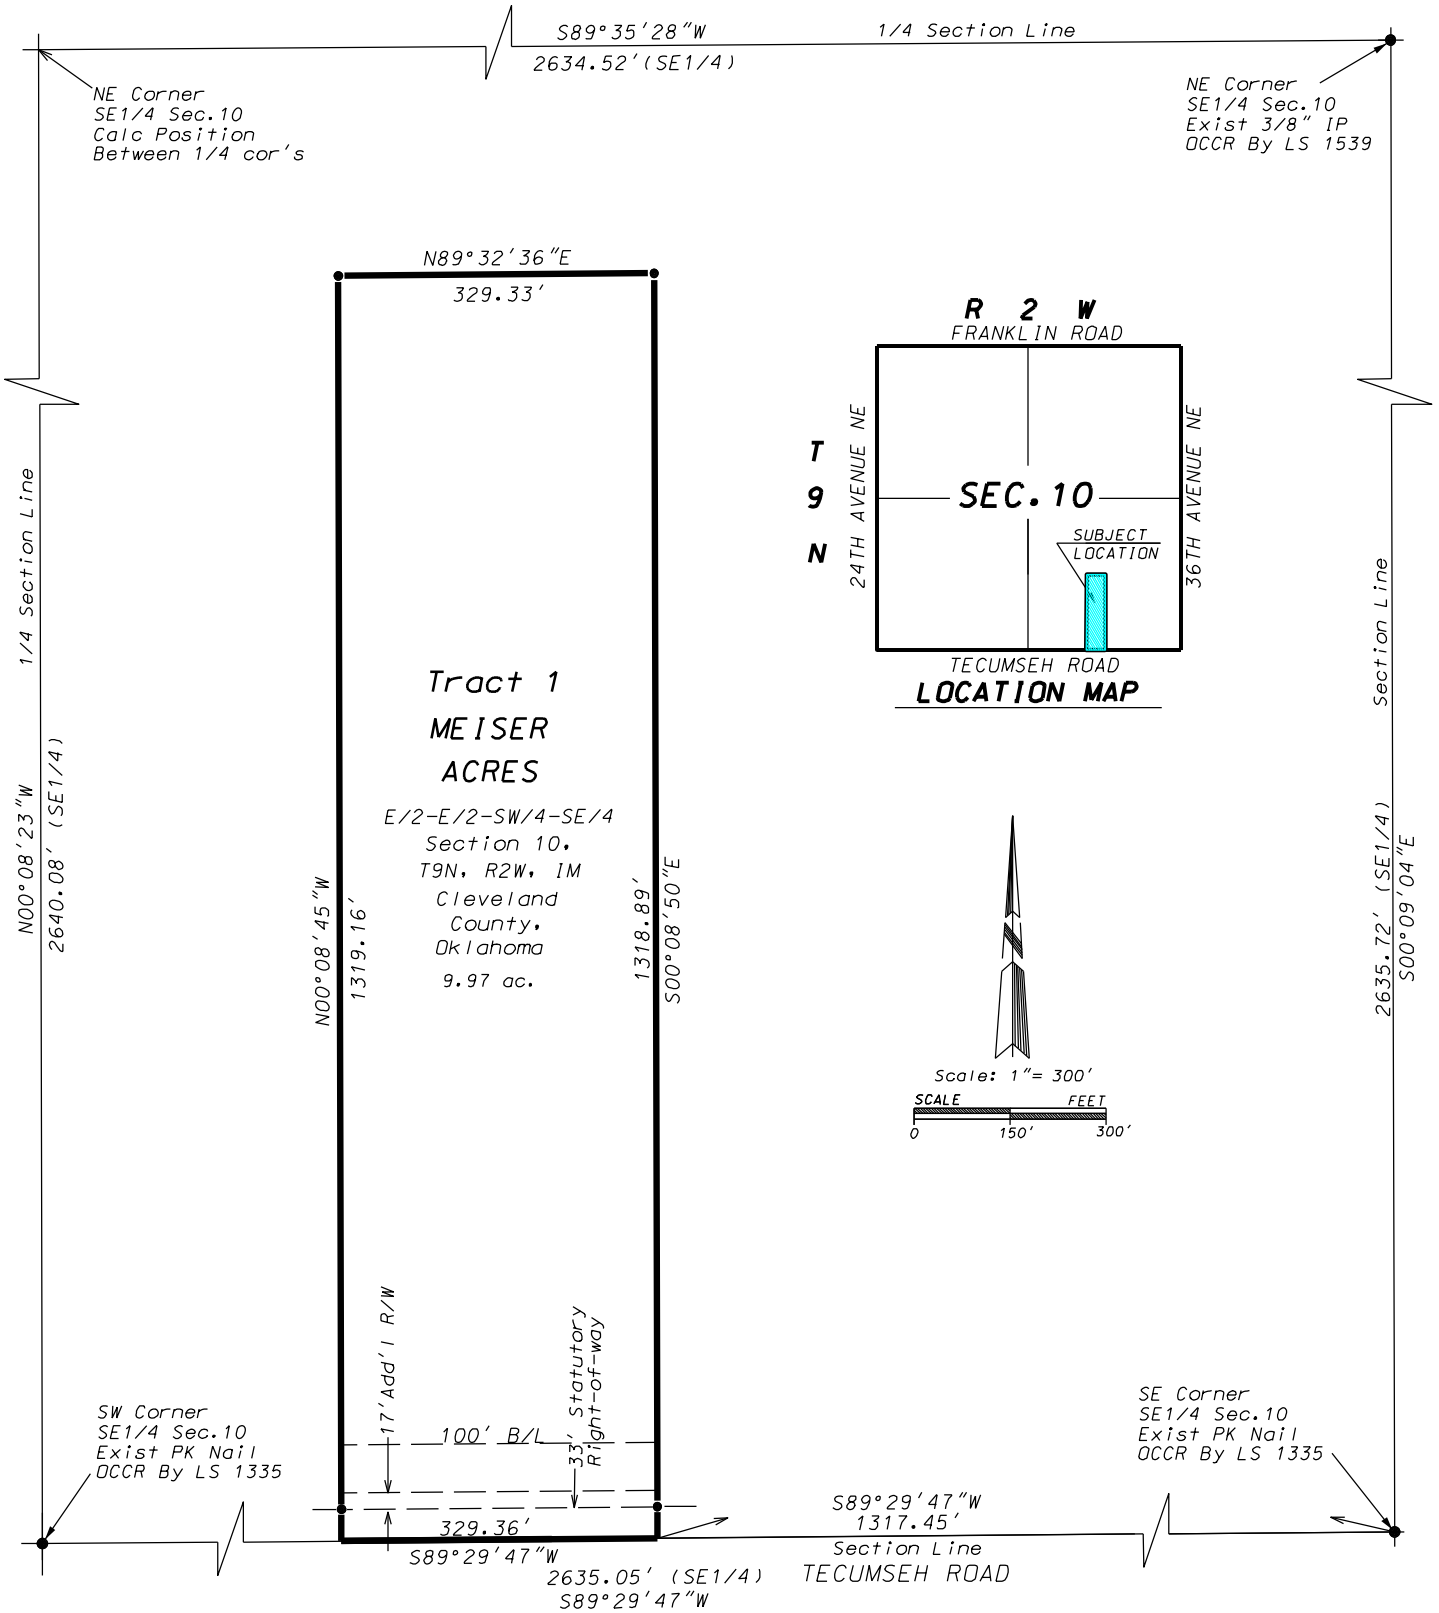 S89°35'28"W
1/4 Section Line
2634.52'(SE1/4)
NE Corner
SE1/4 Sec.10
Calc Position
Between 1/4 cor's
NE Corner
SE1/4 Sec.10
Exist 3/8" IP
OCCR By LS 1539
N89°32'36"E
329.33'
R 2 W
FRANKLIN ROAD
T
9
N
24TH AVENUE NE
36TH AVENUE NE
SEC.10
SUBJECT
LOCATION
TECUMSEH ROAD
LOCATION MAP
1/4 Section Line
N00°08'23"W
2640.08' (SE1/4)
Section Line
2635.72' (SE1/4)
S00°09'04"E
Tract 1
MEISER
ACRES
E/2-E/2-SW/4-SE/4
Section 10,
T9N, R2W, IM
Cleveland
County,
Oklahoma
9.97 ac.
N00°08'45"W
1319.16'
1318.89'
S00°08'50"E
Scale: 1"= 300'
SCALE FEET
0 150' 300'
17'Add'l R/W
33' Statutory
Right-of-way
100' B/L
SW Corner
SE1/4 Sec.10
Exist PK Nail
OCCR By LS 1335
SE Corner
SE1/4 Sec.10
Exist PK Nail
OCCR By LS 1335
329.36'
S89°29'47"W
S89°29'47"W
1317.45'
Section Line
TECUMSEH ROAD
2635.05' (SE1/4)
S89°29'47"W